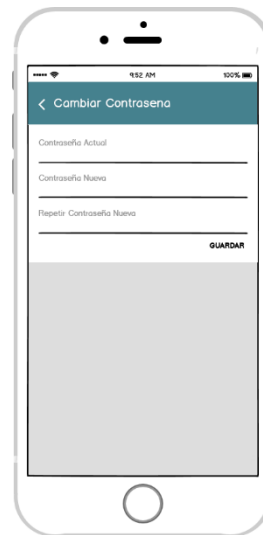 9:52 AM 100%
Cambiar Contrasena
Contraseña Actual
Contraseña Nueva
Repetir Contraseña Nueva
GUARDAR